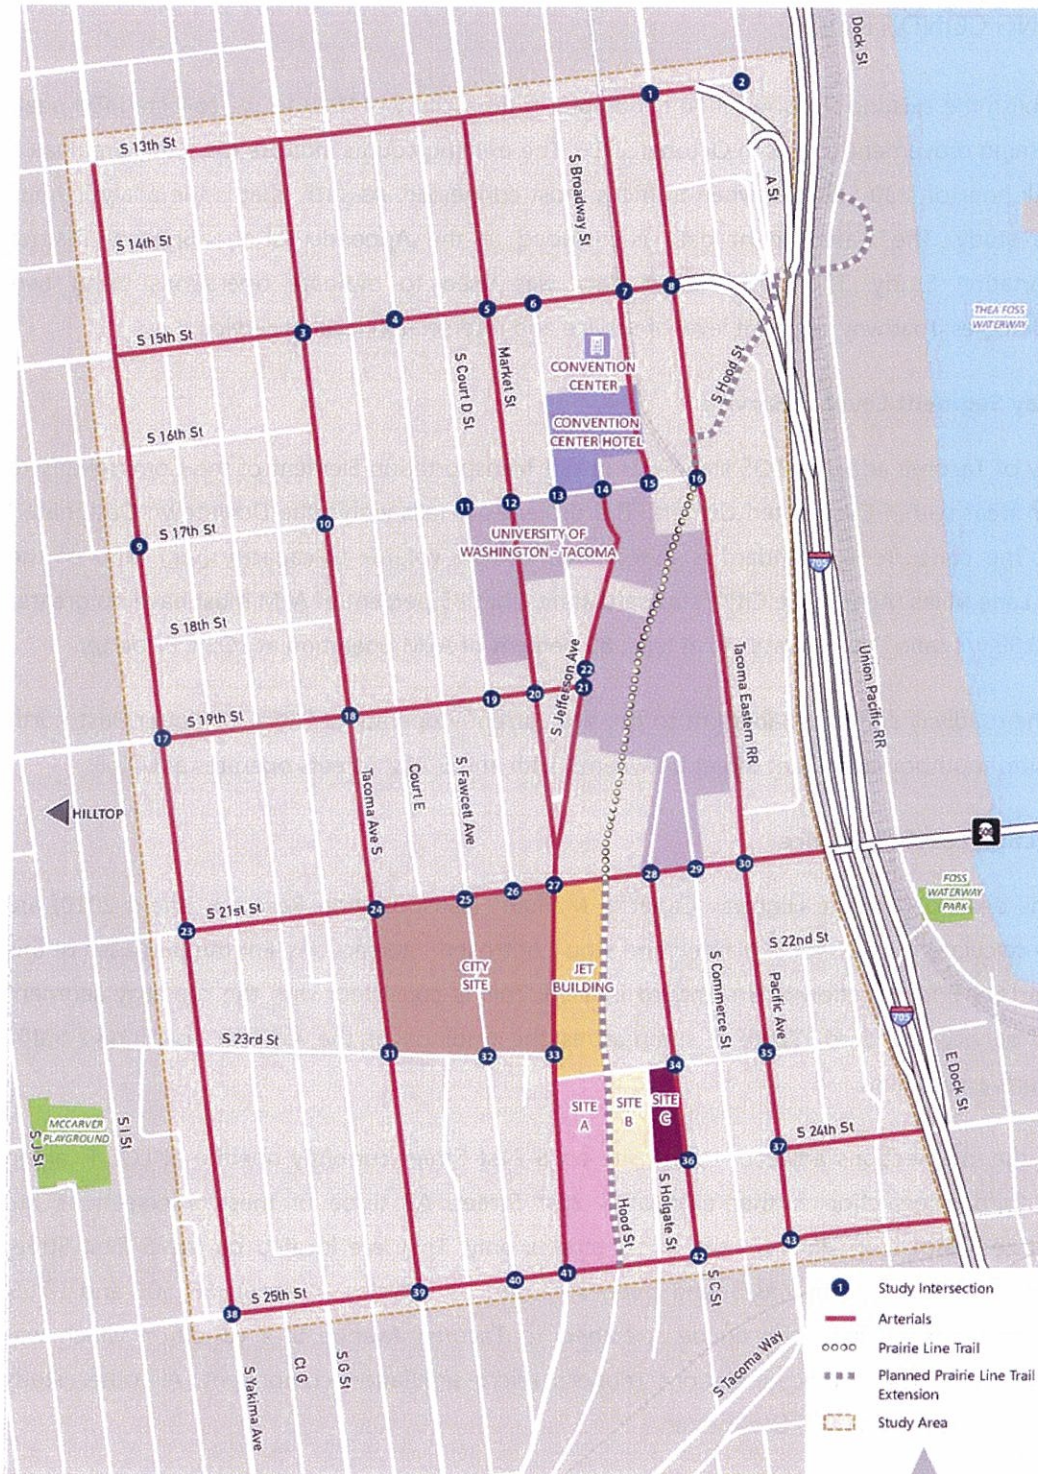 Dock St
1
2
S 13th St
S Broadway St
A St
S 14th St
THEA FOSS
WATERWAY
S 15th St
3
4
5
6
7
8
CONVENTION
CENTER
S Hood St
S Court D St
Market St
CONVENTION
CENTER HOTEL
S 16th St
9
S 17th St
10
11
12
13
14
15
16
UNIVERSITY OF
WASHINGTON - TACOMA
705
S 18th St
S Jefferson Ave
Tacoma Eastern RR
Union Pacific RR
17
S 19th St
18
19
20
21
22
HILLTOP
Tacoma Ave S
Court E
S Fawcett Ave
509
FOSS
WATERWAY
PARK
23
S 21st St
24
25
26
27
28
29
30
S 22nd St
CITY
SITE
JET
BUILDING
S Commerce St
Pacific Ave
705
S 23rd St
31
32
33
34
35
E Dock St
MCCARVER
PLAYGROUND
S J St
S I St
SITE
A
SITE
B
SITE
C
S 24th St
36
37
Hood St
S Holgate St
38
S 25th St
39
40
41
42
43
S C St
S Yakima Ave
Ct G
S G St
S Tacoma Way
1 Study Intersection
Arterials
Prairie Line Trail
Planned Prairie Line Trail
Extension
Study Area